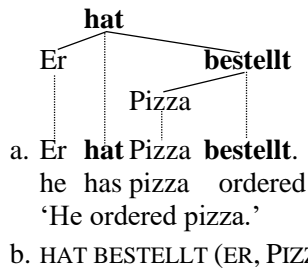 hat
Er bestellt
Pizza
a. Er hat Pizza bestellt.
he has pizza ordered
‘He ordered pizza.’
b. HAT BESTELLT (ER,